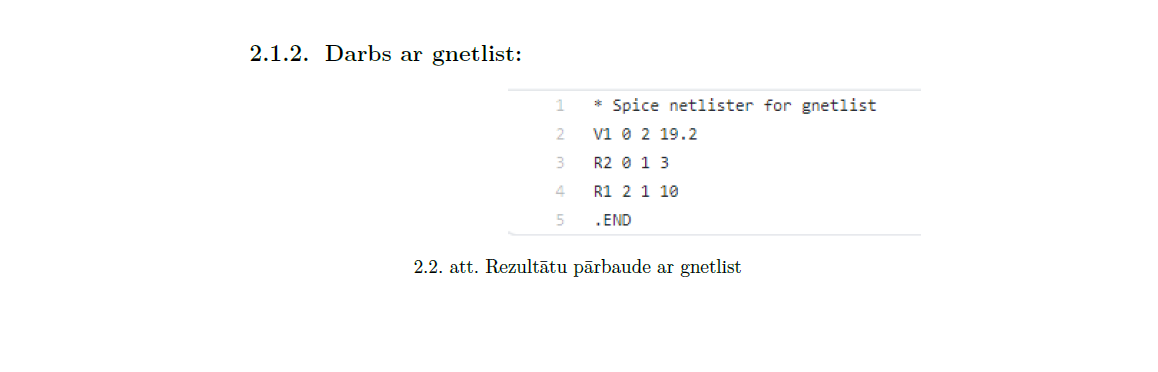 2.1.2. Darbs ar gnetlist:
1 * Spice netlister for gnetlist
2 V1 0 2 19.2
3 R2 0 1 3
4 R1 2 1 10
5 .END
2.2. att. Rezultātu pārbaude ar gnetlist